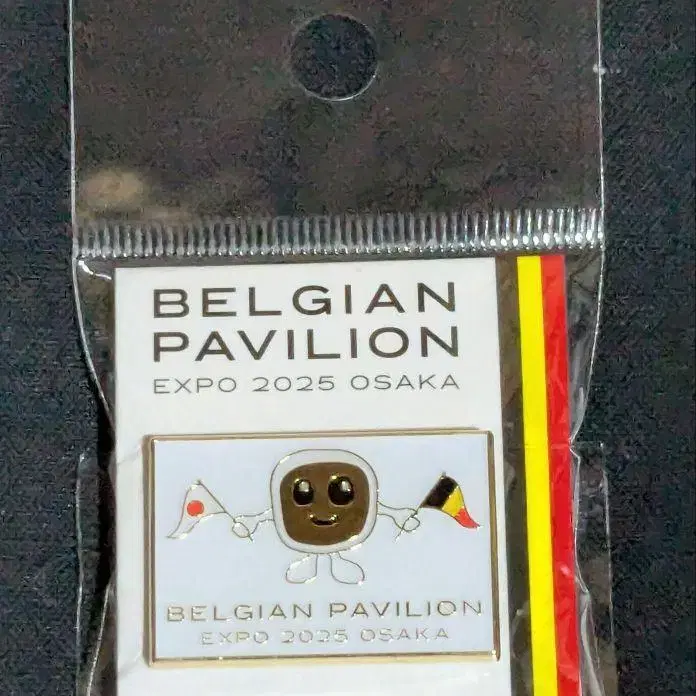 BELGIAN
PAVILION
EXPO 2025 OSAKA
BELGIAN PAVILION
EXPO 2025 OSAKA